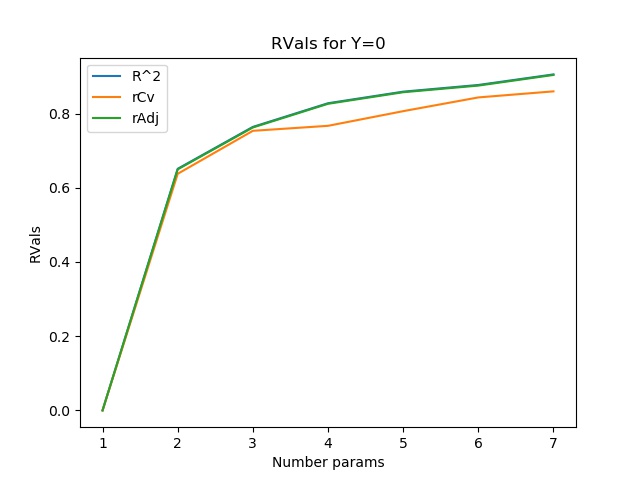 RVals for Y=0
R^2
rCv
rAdj
0.8
0.6
0.4
0.2
0.0
RVals
1 2 3 4 5 6 7
Number params